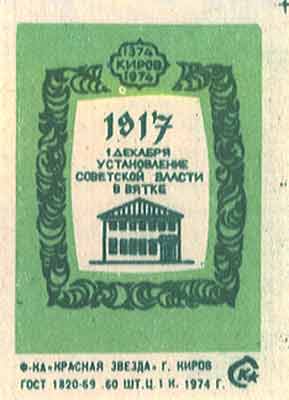 1374
КИРОВ
1974
1917
1 ДЕКАБРЯ
УСТАНОВЛЕНИЕ
СОВЕТСКОЙ ВЛАСТИ
В ВЯТКЕ
Ф-КА «КРАСНАЯ ЗВЕЗДА» Г. КИРОВ
ГОСТ 1820-69 .60 ШТ. Ц. 1 К. 1974 Г.